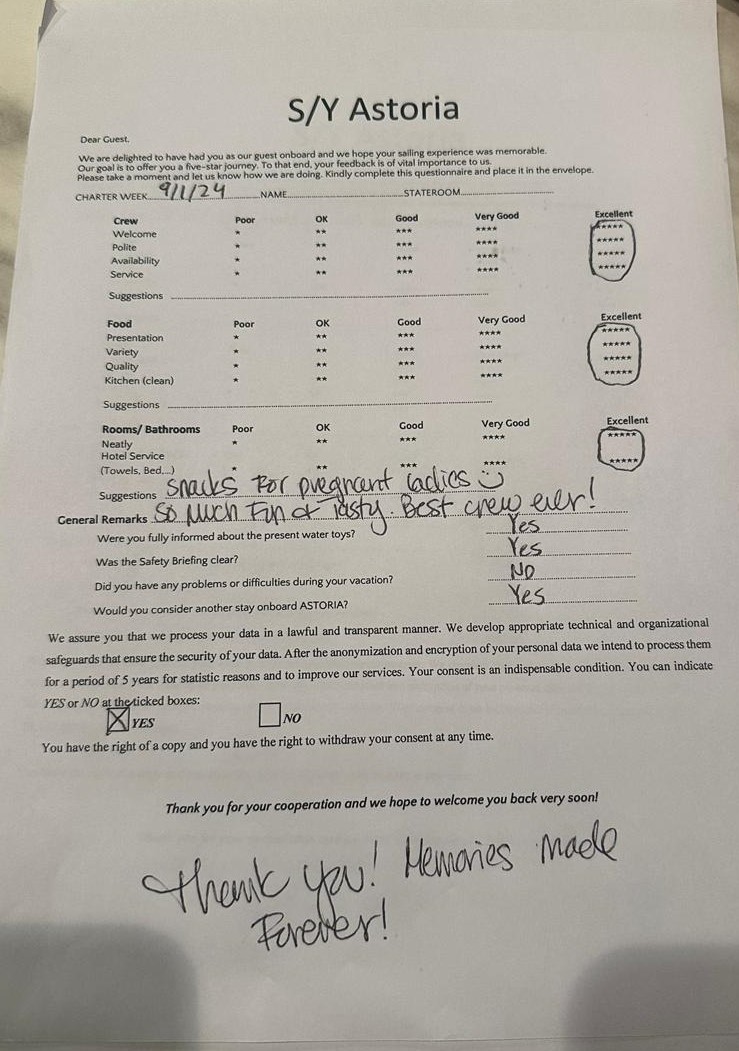 S/Y Astoria
Dear Guest,
We are delighted to have had you as our guest onboard and we hope your sailing experience was memorable.
Our goal is to offer you a five-star journey. To that end, your feedback is of vital importance to us.
Please take a moment and let us know how we are doing. Kindly complete this questionnaire and place it in the envelope.
CHARTER WEEK 9/1/24 NAME STATEROOM
Crew Poor OK Good Very Good Excellent
Welcome * ** *** **** *****
Polite * ** *** **** *****
Availability * ** *** **** *****
Service * ** *** **** *****
Suggestions
Food Poor OK Good Very Good Excellent
Presentation * ** *** **** *****
Variety * ** *** **** *****
Quality * ** *** **** *****
Kitchen (clean) * ** *** **** *****
Suggestions
Rooms/ Bathrooms Poor OK Good Very Good Excellent
Neatly * ** *** **** *****
Hotel Service
(Towels, Bed,...) * ** *** **** *****
Suggestions Snacks For pregnant ladies
General Remarks So Much Fun & Tasty. Best crew ever!
Were you fully informed about the present water toys? Yes
Was the Safety Briefing clear? Yes
Did you have any problems or difficulties during your vacation? NO
Would you consider another stay onboard ASTORIA? Yes
We assure you that we process your data in a lawful and transparent manner. We develop appropriate technical and organizational
safeguards that ensure the security of your data. After the anonymization and encryption of your personal data we intend to process them
for a period of 5 years for statistic reasons and to improve our services. Your consent is an indispensable condition. You can indicate
YES or NO at the ticked boxes:
YES NO
You have the right of a copy and you have the right to withdraw your consent at any time.
Thank you for your cooperation and we hope to welcome you back very soon!
Thank you! Memories made
Forever!